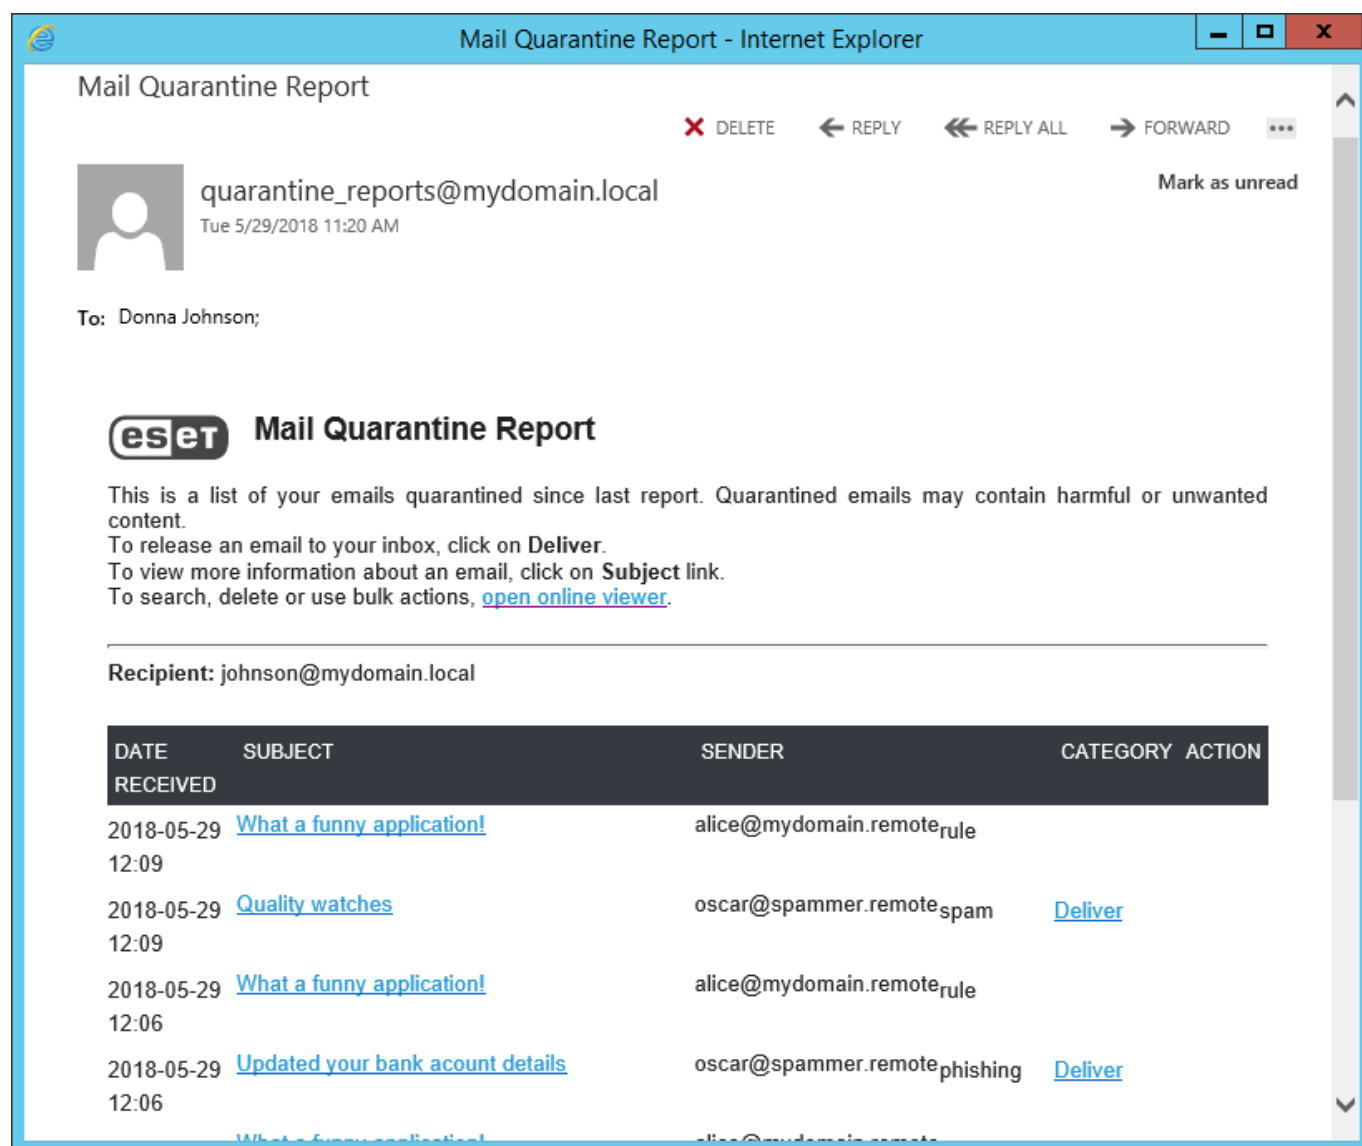 Mail Quarantine Report - Internet Explorer
Mail Quarantine Report
DELETE REPLY REPLY ALL FORWARD
quarantine_reports@mydomain.local
Mark as unread
Tue 5/29/2018 11:20 AM
To: Donna Johnson;
eset Mail Quarantine Report
This is a list of your emails quarantined since last report. Quarantined emails may contain harmful or unwanted
content.
To release an email to your inbox, click on Deliver.
To view more information about an email, click on Subject link.
To search, delete or use bulk actions, open online viewer.
Recipient: johnson@mydomain.local
DATE SUBJECT SENDER CATEGORY ACTION
RECEIVED
2018-05-29 What a funny application! alice@mydomain.remote rule
12:09
2018-05-29 Quality watches oscar@spammer.remote spam Deliver
12:09
2018-05-29 What a funny application! alice@mydomain.remote rule
12:06
2018-05-29 Updated your bank acount details oscar@spammer.remote phishing Deliver
12:06
What a funny application! alice@mydomain.remote